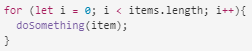 for (let i = 0; i < items.length; i++){
  doSomething(item);
}